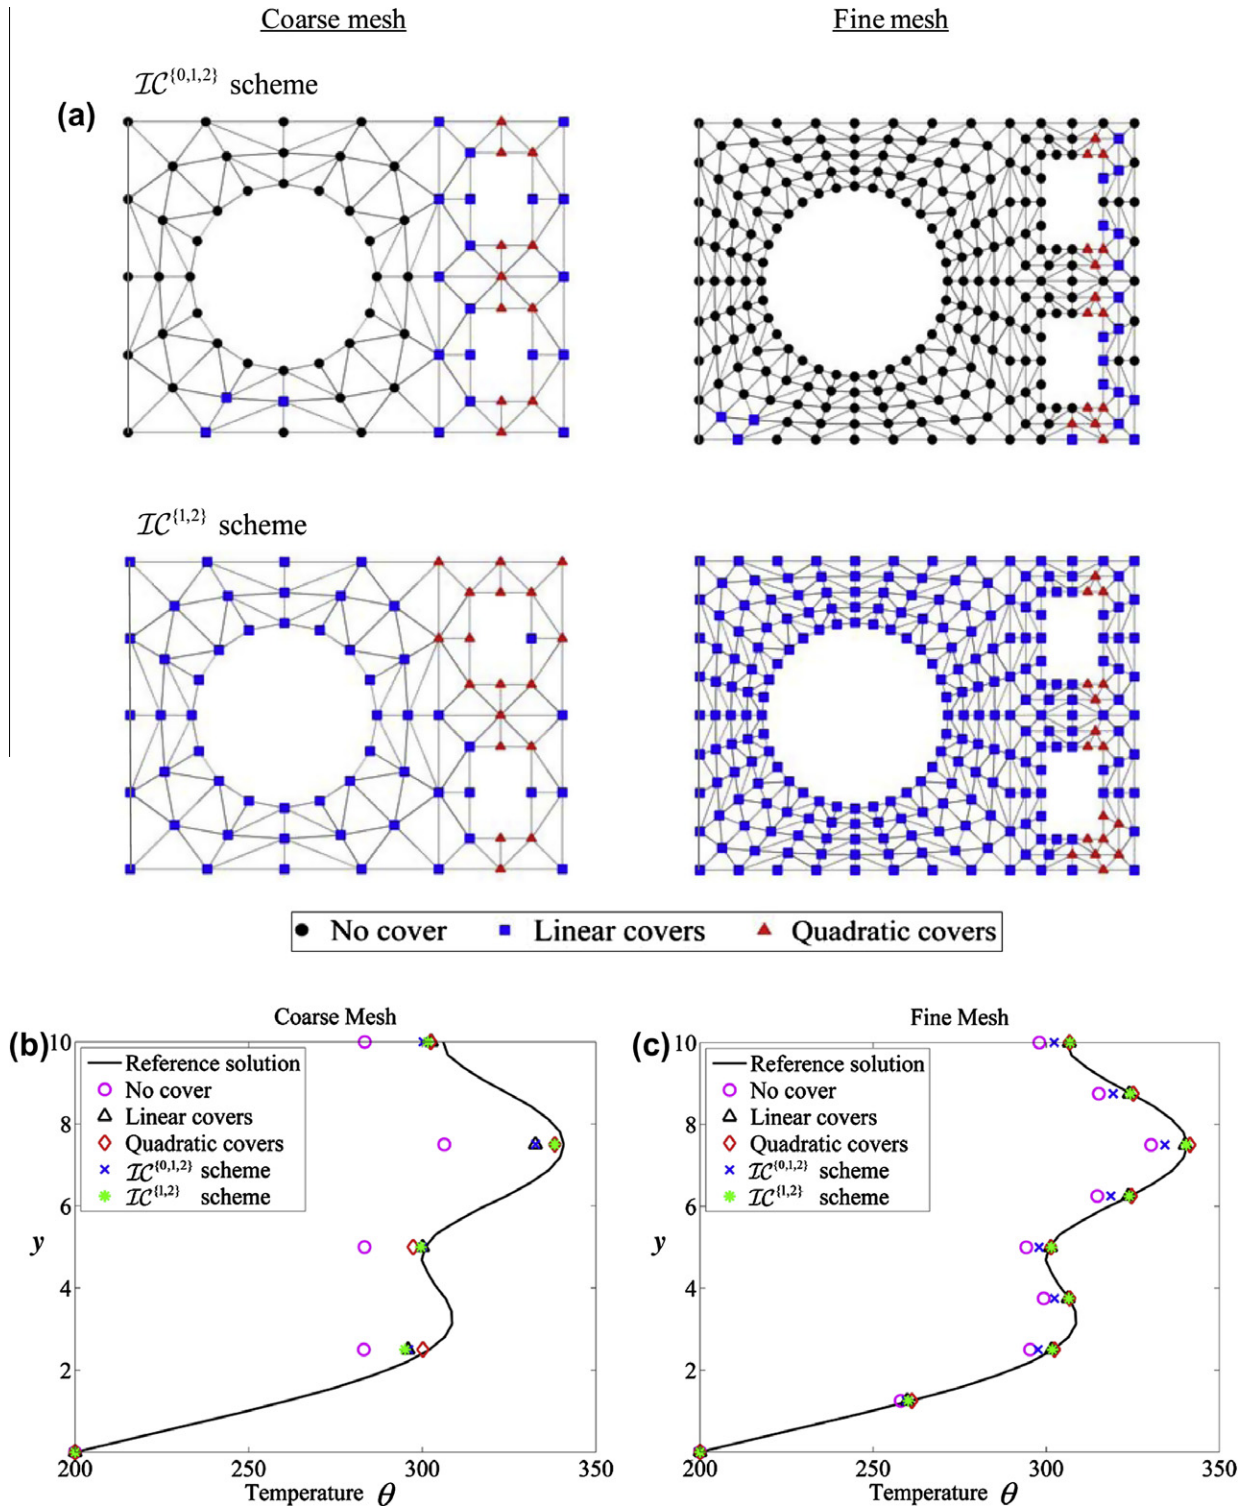 Coarse mesh
Fine mesh
(a)
𝓘𝓒{0,1,2} scheme
𝓘𝓒{1,2} scheme
No cover
Linear covers
Quadratic covers
(b)
Coarse Mesh
Reference solution
No cover
Linear covers
Quadratic covers
𝓘𝓒{0,1,2} scheme
𝓘𝓒{1,2} scheme
y
10
8
6
4
2
200
250
300
350
Temperature θ
(c)
Fine Mesh
Reference solution
No cover
Linear covers
Quadratic covers
𝓘𝓒{0,1,2} scheme
𝓘𝓒{1,2} scheme
y
10
8
6
4
2
200
250
300
350
Temperature θ